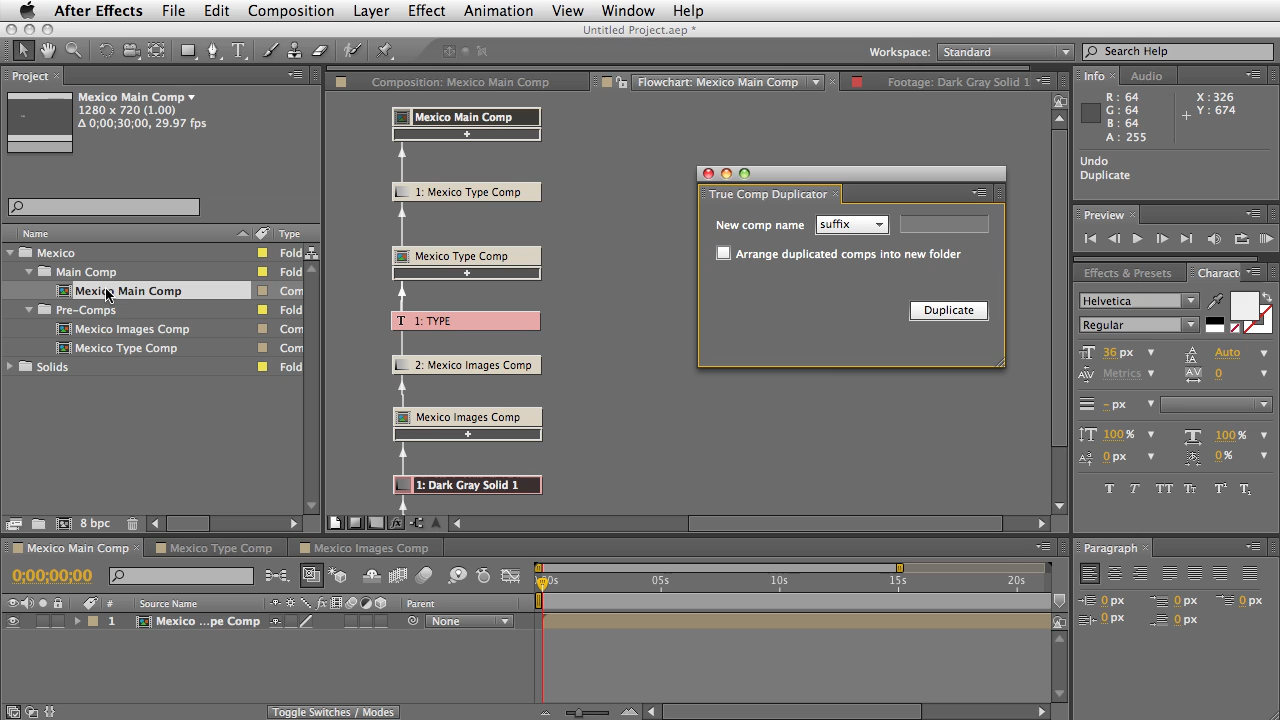 After Effects File Edit Composition Layer Effect Animation View Window Help
Untitled Project.aep *
Workspace: Standard Search Help
Project
Mexico Main Comp
1280 x 720 (1.00)
Δ 0;00;30;00, 29.97 fps
Name Type
Mexico Fold
Main Comp Fold
Mexico Main Comp Com
Pre-Comps Fold
Mexico Images Comp Com
Mexico Type Comp Com
Solids Fold
8 bpc
Composition: Mexico Main Comp
Flowchart: Mexico Main Comp
Footage: Dark Gray Solid 1
Mexico Main Comp
+
1: Mexico Type Comp
Mexico Type Comp
+
T 1: TYPE
2: Mexico Images Comp
Mexico Images Comp
+
1: Dark Gray Solid 1
True Comp Duplicator
New comp name suffix
Arrange duplicated comps into new folder
Duplicate
Info Audio
R: 64 X: 326
G: 64 Y: 674
B: 64
A: 255
Undo
Duplicate
Preview
Effects & Presets Characte
Helvetica
Regular
36 px Auto
Metrics 0
- px
100 % 100 %
0 px 0 %
T T TT Tt T¹ T₁
Paragraph
0 px 0 px 0 px
0 px 0 px
Mexico Main Comp Mexico Type Comp Mexico Images Comp
0;00;00;00
# Source Name Parent
1 Mexico ...pe Comp None
:00s 05s 10s 15s 20s
Toggle Switches / Modes